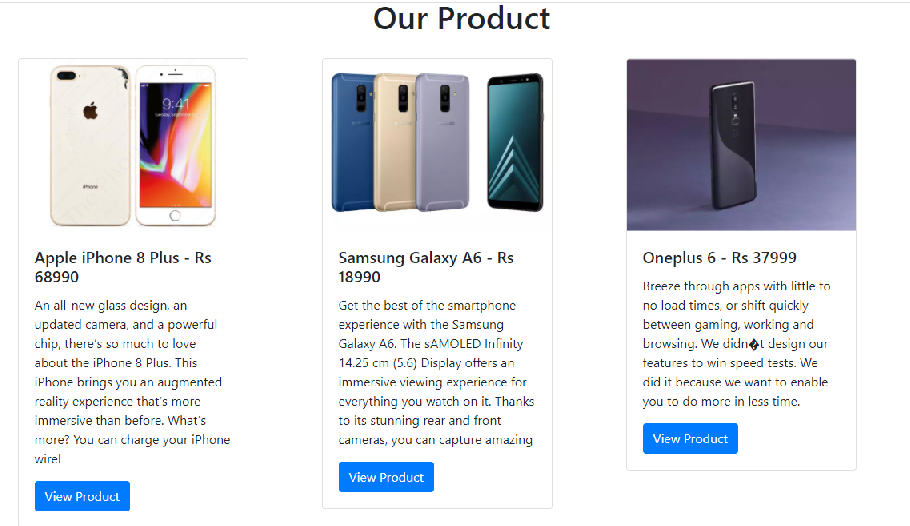 Our Product
9:41
iPhone
Apple iPhone 8 Plus - Rs
68990
An all-new glass design, an
updated camera, and a powerful
chip, there's so much to love
about the iPhone 8 Plus. This
iPhone brings you an augmented
reality experience that's more
immersive than before. What's
more? You can charge your iPhone
wirel
View Product
Samsung Galaxy A6 - Rs
18990
Get the best of the smartphone
experience with the Samsung
Galaxy A6. The sAMOLED Infinity
14.25 cm (5.6) Display offers an
immersive viewing experience for
everything you watch on it. Thanks
to its stunning rear and front
cameras, you can capture amazing
View Product
Oneplus 6 - Rs 37999
Breeze through apps with little to
no load times, or shift quickly
between gaming, working and
browsing. We didn�t design our
features to win speed tests. We
did it because we want to enable
you to do more in less time.
View Product